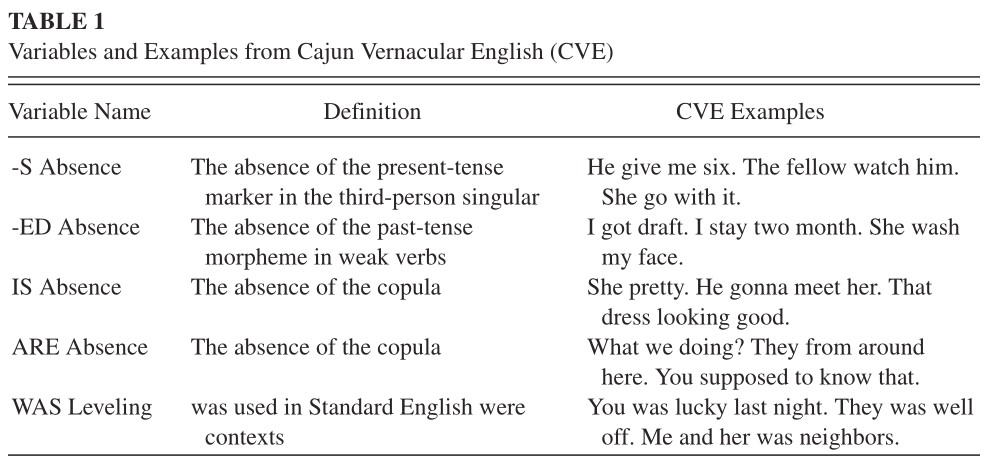 TABLE 1
Variables and Examples from Cajun Vernacular English (CVE)
Variable Name Definition CVE Examples
-S Absence The absence of the present-tense He give me six. The fellow watch him.
marker in the third-person singular She go with it.
-ED Absence The absence of the past-tense I got draft. I stay two month. She wash
morpheme in weak verbs my face.
IS Absence The absence of the copula She pretty. He gonna meet her. That
dress looking good.
ARE Absence The absence of the copula What we doing? They from around
here. You supposed to know that.
WAS Leveling was used in Standard English were You was lucky last night. They was well
contexts off. Me and her was neighbors.